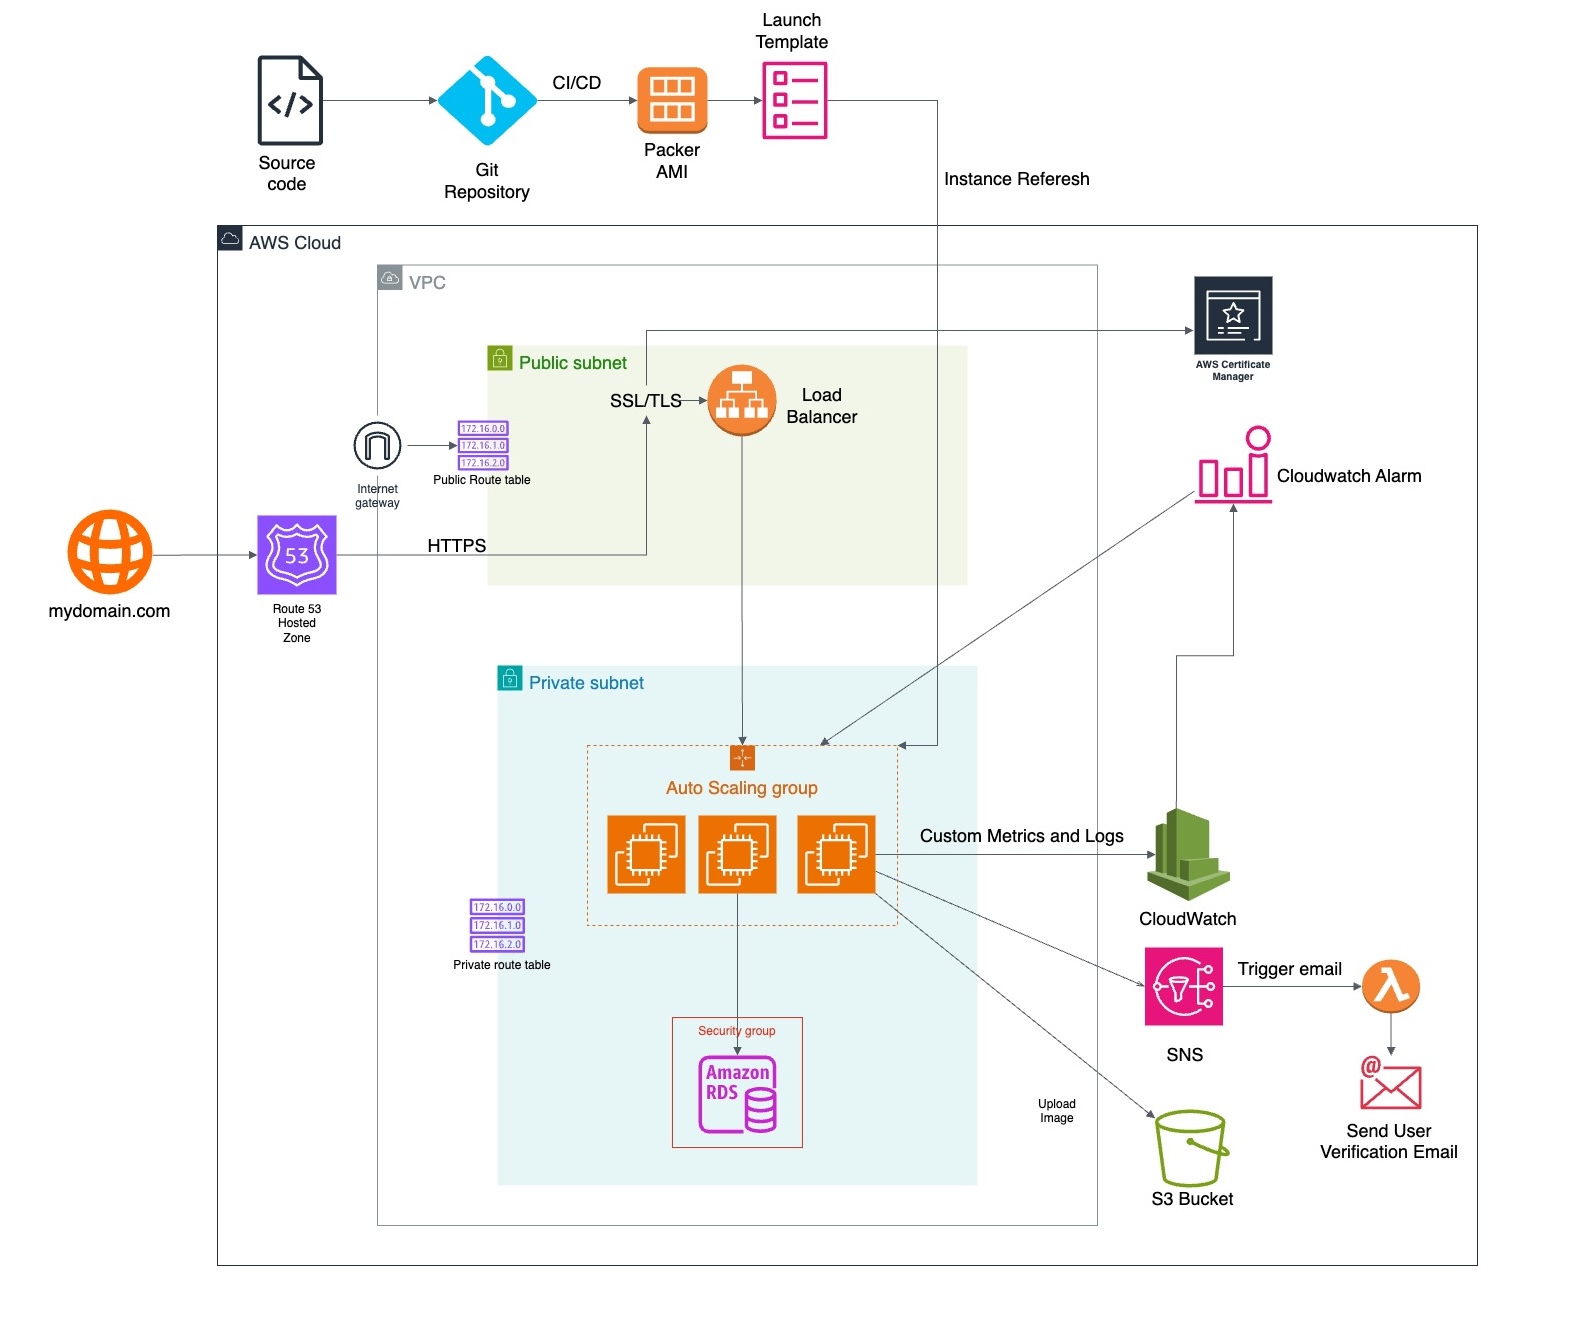 Launch
Template
CI/CD
Source
code
Git
Repository
Packer
AMI
Instance Referesh
AWS Cloud
VPC
Public subnet
SSL/TLS
Load
Balancer
AWS Certificate
Manager
172.16.0.0
172.16.1.0
172.16.2.0
Public Route table
Internet
gateway
Cloudwatch Alarm
HTTPS
53
mydomain.com
Route 53
Hosted
Zone
Private subnet
Auto Scaling group
Custom Metrics and Logs
CloudWatch
172.16.0.0
172.16.1.0
172.16.2.0
Private route table
Trigger email
SNS
Security group
Amazon
RDS
@
Upload
Image
Send User
Verification Email
S3 Bucket